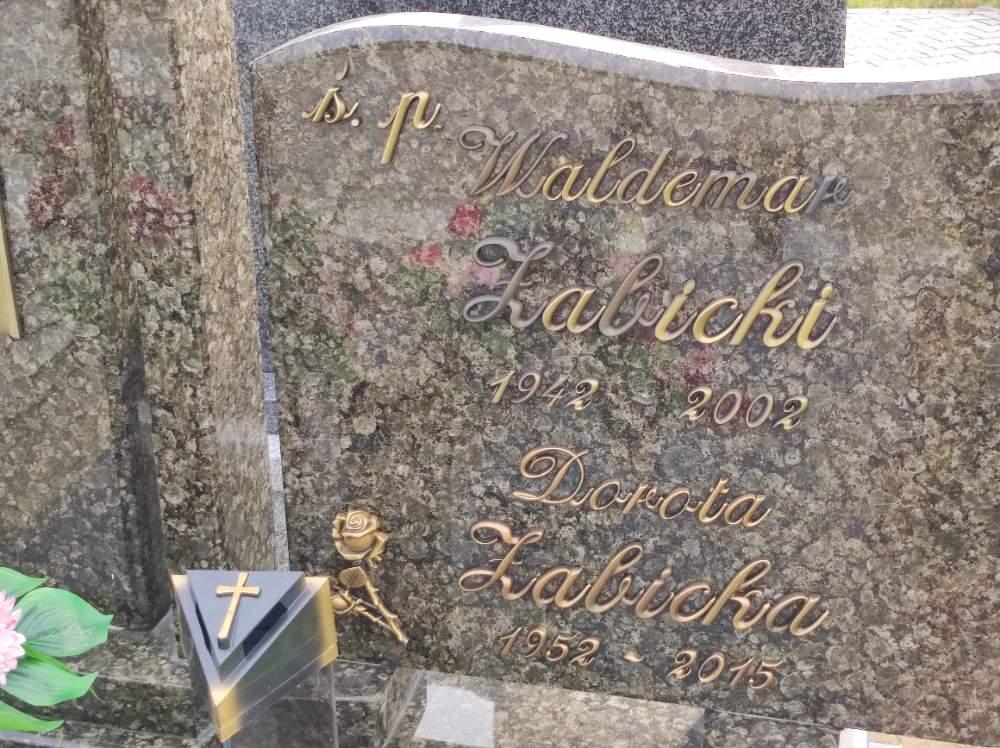 ś. p.
Waldemar
Zabicki
1942 - 2002
Dorota
Zabicka
1952 - 2015